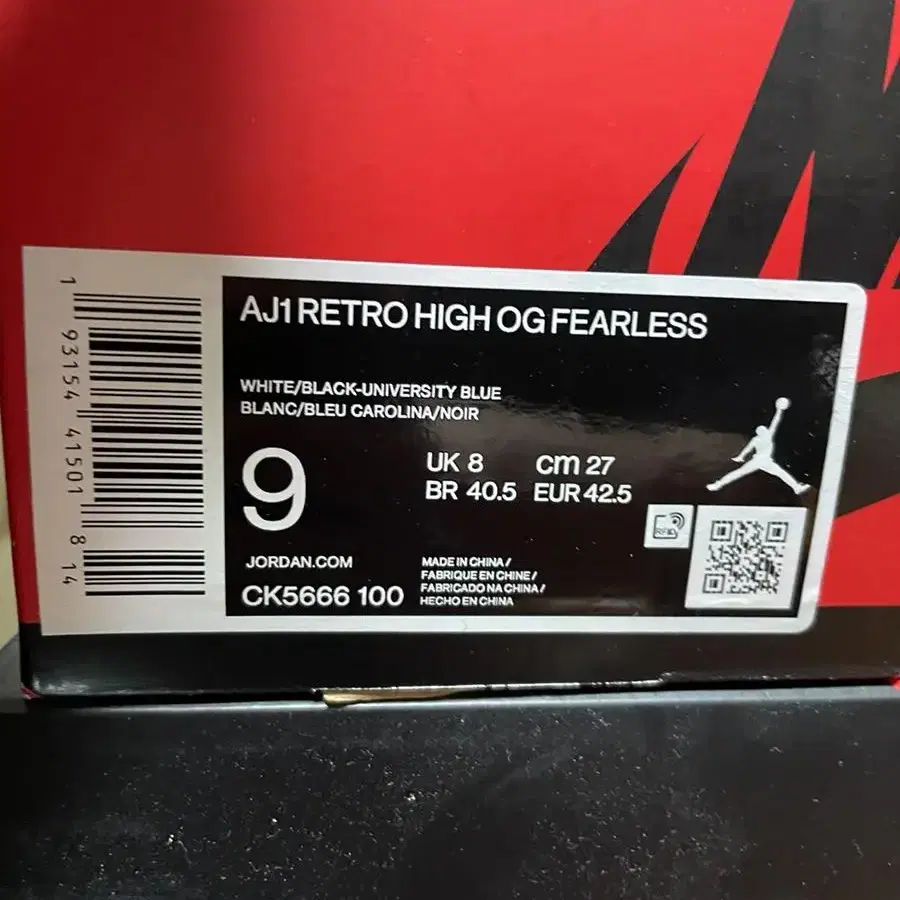 AJ1 RETRO HIGH OG FEARLESS
WHITE/BLACK-UNIVERSITY BLUE
BLANC/BLEU CAROLINA/NOIR
9
UK 8 cm 27
BR 40.5 EUR 42.5
RFID
JORDAN.COM
CK5666 100
MADE IN CHINA /
FABRIQUE EN CHINE /
FABRICADO NA CHINA /
HECHO EN CHINA
1 93154 41501 8 14